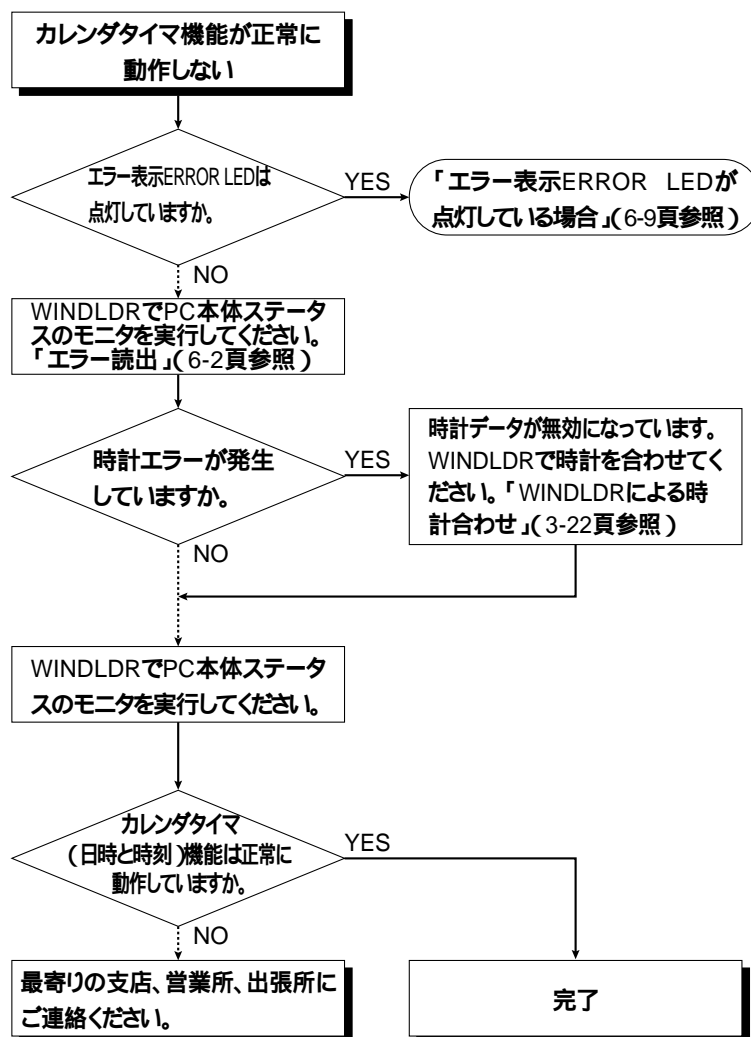 カレンダタイマ機能が正常に
動作しない
エラー表示ERROR LEDは
点灯していますか。
YES
「エラー表示ERROR LEDが
点灯している場合」(6-9頁参照)
NO
WINDLDRでPC本体ステータ
スのモニタを実行してください。
「エラー読出」(6-2頁参照)
時計エラーが発生
していますか。
YES
時計データが無効になっています。
WINDLDRで時計を合わせてく
ださい。「WINDLDRによる時
計合わせ」(3-22頁参照)
NO
WINDLDRでPC本体ステータ
スのモニタを実行してください。
カレンダタイマ
(日時と時刻)機能は正常に
動作していますか。
YES
NO
最寄りの支店、営業所、出張所に
ご連絡ください。
完了